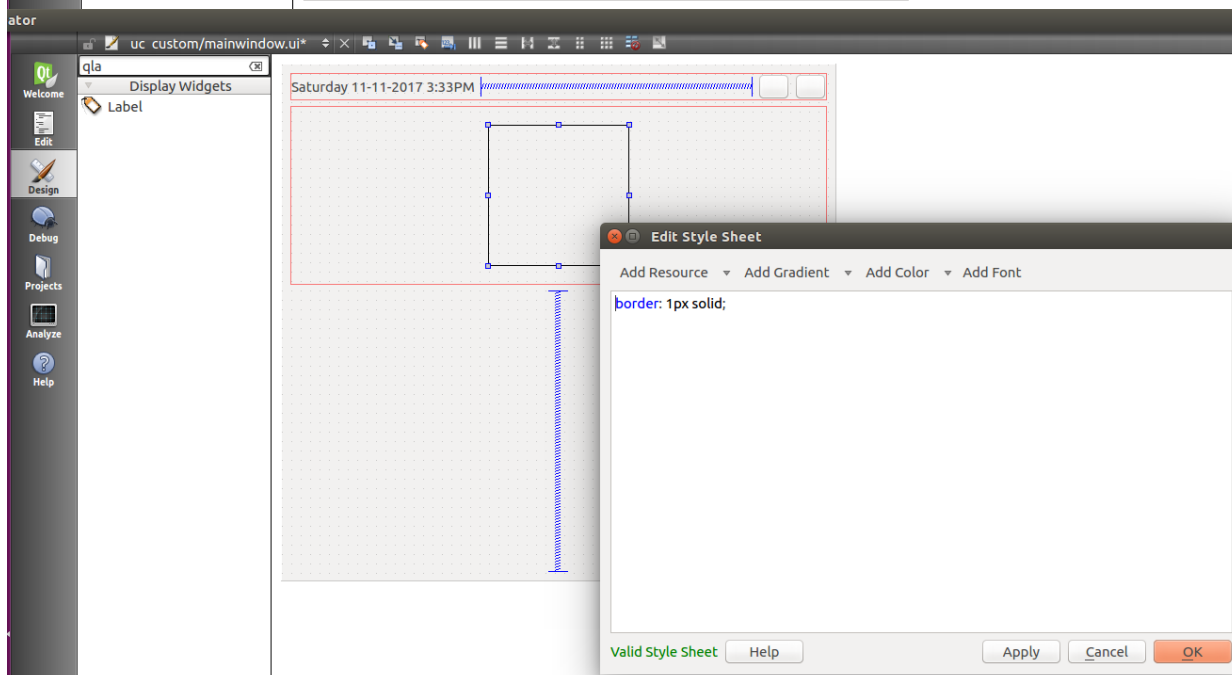 ator
uc_custom/mainwindow.ui*
Qt
Welcome
Edit
Design
Debug
Projects
Analyze
Help
qla
Display Widgets
Label
Saturday 11-11-2017 3:33PM
Edit Style Sheet
Add Resource Add Gradient Add Color Add Font
border: 1px solid;
Valid Style Sheet Help Apply Cancel OK